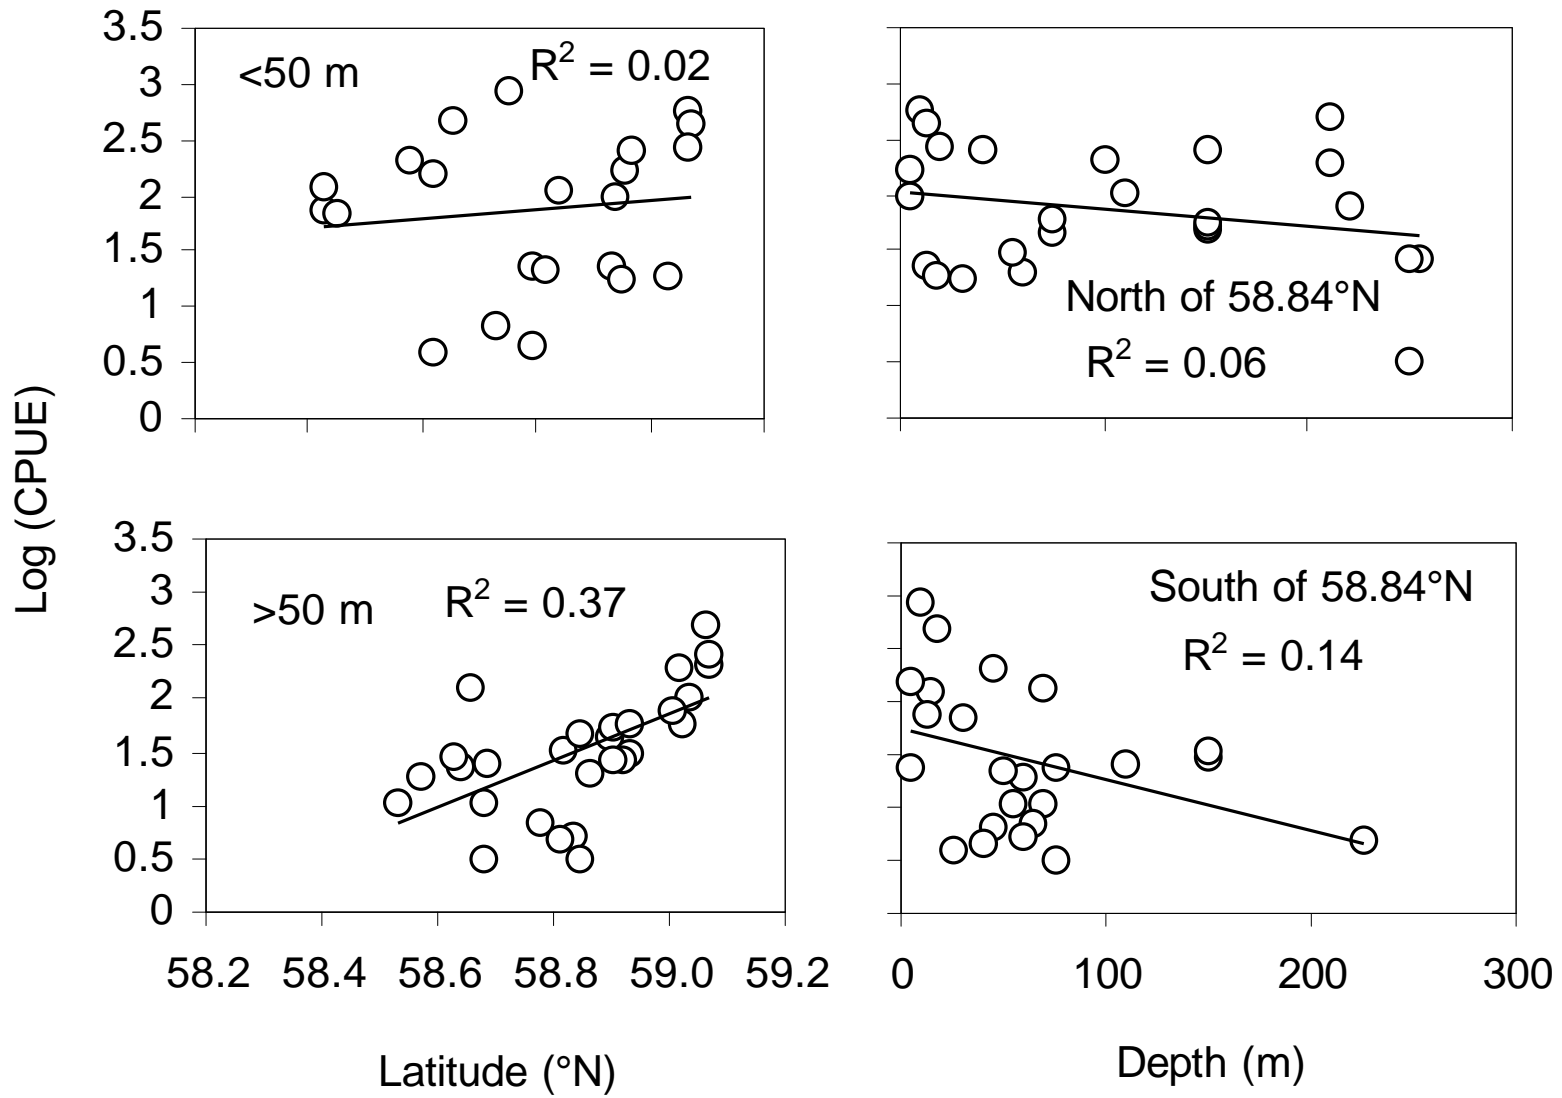 3.5
3
2.5
2
1.5
1
0.5
0
<50 m
R² = 0.02
North of 58.84°N
R² = 0.06
Log (CPUE)
3.5
3
2.5
2
1.5
1
0.5
0
>50 m
R² = 0.37
58.2 58.4 58.6 58.8 59.0 59.2
Latitude (°N)
South of 58.84°N
R² = 0.14
0 100 200 300
Depth (m)